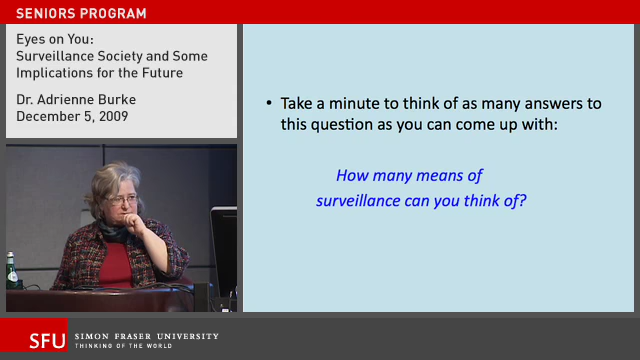 SENIORS PROGRAM
Eyes on You:
Surveillance Society and Some
Implications for the Future
Dr. Adrienne Burke
December 5, 2009
• Take a minute to think of as many answers to
this question as you can come up with:
How many means of
surveillance can you think of?
SFU
SIMON FRASER UNIVERSITY
THINKING OF THE WORLD